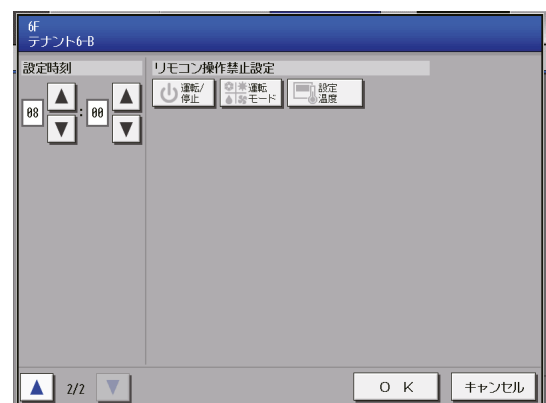 6F
テナント6-B
設定時刻
リモコン操作禁止設定
08 : 00
運転/
停止
運転
モード
設定
温度
2/2
O K
キャンセル